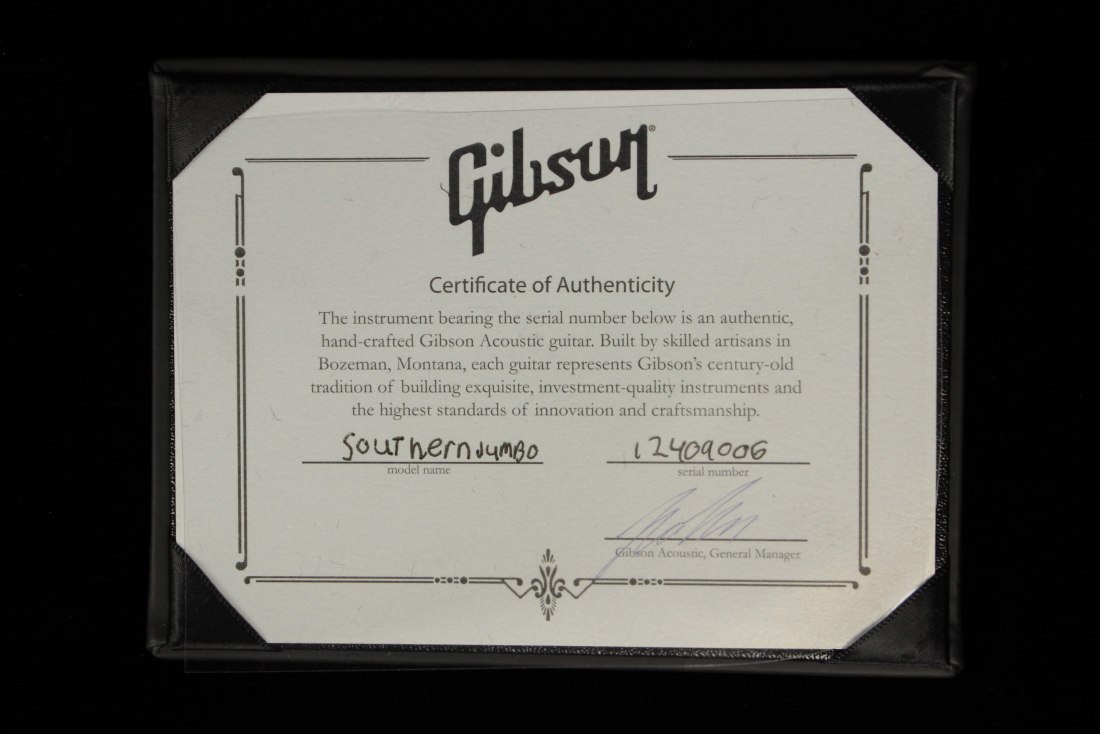 Gibson®
Certificate of Authenticity
The instrument bearing the serial number below is an authentic,
hand-crafted Gibson Acoustic guitar. Built by skilled artisans in
Bozeman, Montana, each guitar represents Gibson's century-old
tradition of building exquisite, investment-quality instruments and
the highest standards of innovation and craftsmanship.
SouthernJumbo 12409006
model name serial number
Gibson Acoustic, General Manager